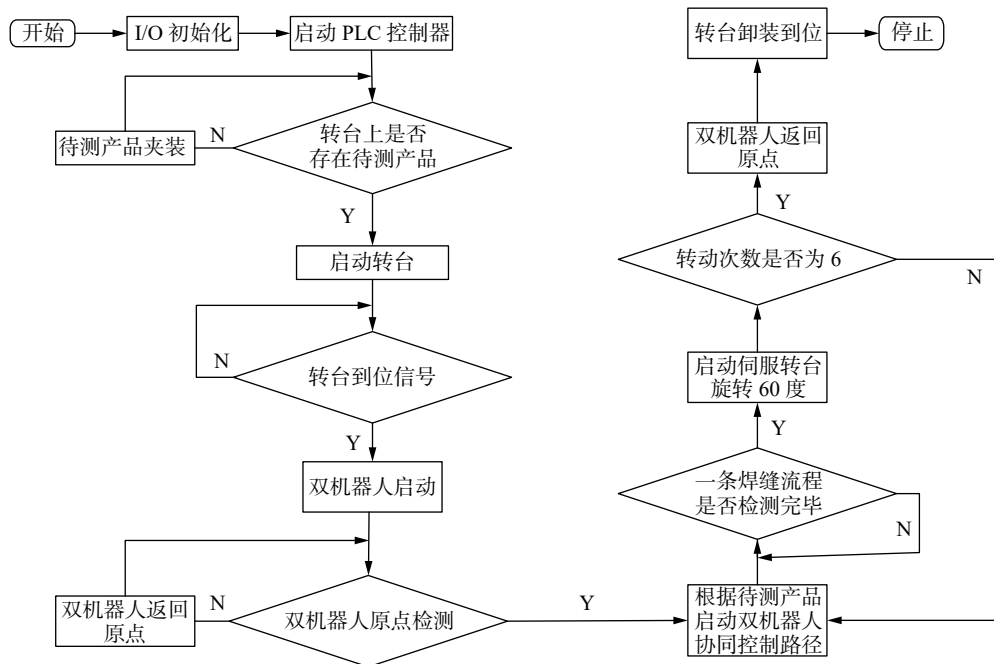 开始
I/O 初始化
启动 PLC 控制器
待测产品夹装
N
转台上是否
存在待测产品
Y
启动转台
N
转台到位信号
Y
双机器人启动
双机器人返回
原点
N
双机器人原点检测
Y
根据待测产品
启动双机器人
协同控制路径
N
一条焊缝流程
是否检测完毕
Y
启动伺服转台
旋转 60 度
转动次数是否为 6
N
Y
双机器人返回
原点
转台卸装到位
停止